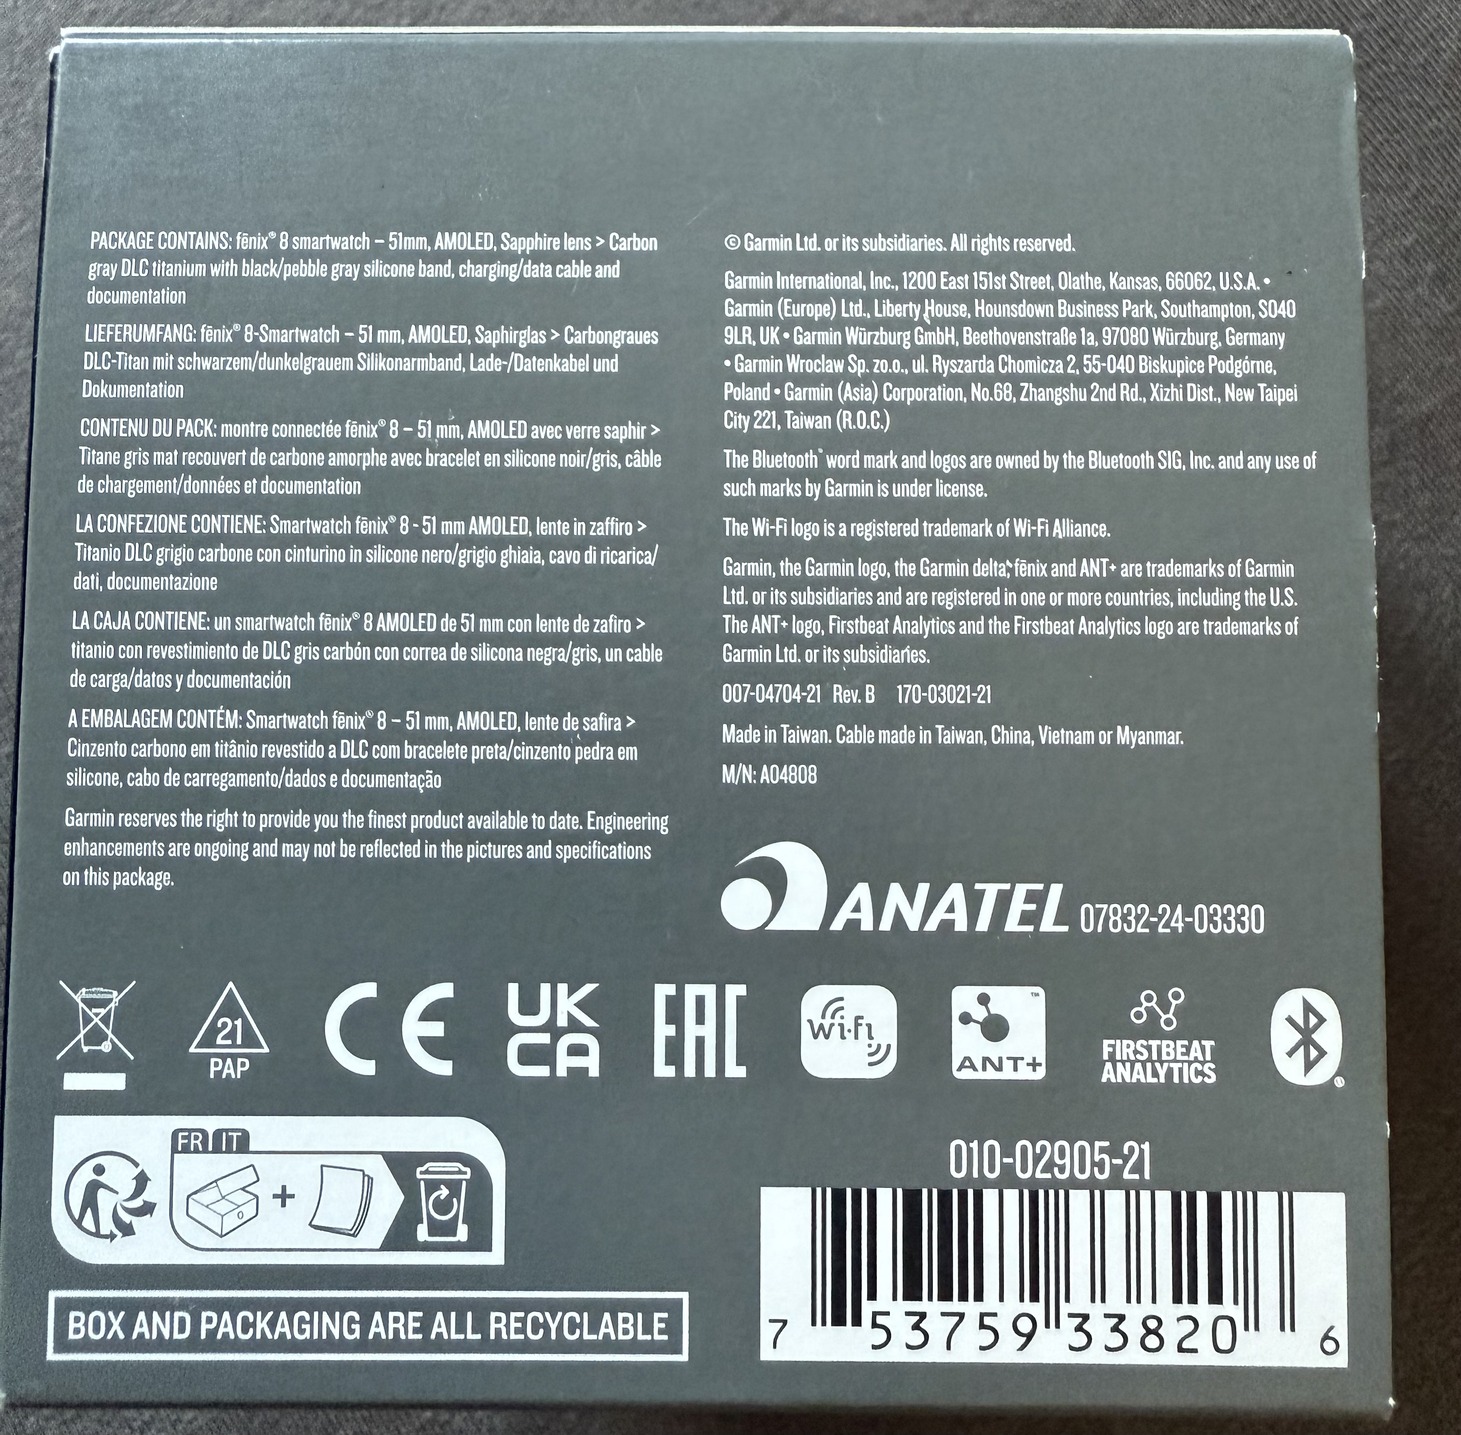 PACKAGE CONTAINS: fēnix® 8 smartwatch – 51mm, AMOLED, Sapphire lens > Carbon
gray DLC titanium with black/pebble gray silicone band, charging/data cable and
documentation
LIEFERUMFANG: fēnix® 8-Smartwatch – 51 mm, AMOLED, Saphirglas > Carbongraues
DLC-Titan mit schwarzem/dunkelgrauem Silikonarmband, Lade-/Datenkabel und
Dokumentation
CONTENU DU PACK: montre connectée fēnix® 8 – 51 mm, AMOLED avec verre saphir >
Titane gris mat recouvert de carbone amorphe avec bracelet en silicone noir/gris, câble
de chargement/données et documentation
LA CONFEZIONE CONTIENE: Smartwatch fēnix® 8 - 51 mm AMOLED, lente in zaffiro >
Titanio DLC grigio carbone con cinturino in silicone nero/grigio ghiaia, cavo di ricarica/
dati, documentazione
LA CAJA CONTIENE: un smartwatch fēnix® 8 AMOLED de 51 mm con lente de zafiro >
titanio con revestimiento de DLC gris carbón con correa de silicona negra/gris, un cable
de carga/datos y documentación
A EMBALAGEM CONTÉM: Smartwatch fēnix® 8 – 51 mm, AMOLED, lente de safira >
Cinzento carbono em titânio revestido a DLC com bracelete preta/cinzento pedra em
silicone, cabo de carregamento/dados e documentação
Garmin reserves the right to provide you the finest product available to date. Engineering
enhancements are ongoing and may not be reflected in the pictures and specifications
on this package.
© Garmin Ltd. or its subsidiaries. All rights reserved.
Garmin International, Inc., 1200 East 151st Street, Olathe, Kansas, 66062, U.S.A. •
Garmin (Europe) Ltd., Liberty House, Hounsdown Business Park, Southampton, SO40
9LR, UK • Garmin Würzburg GmbH, Beethovenstraße 1a, 97080 Würzburg, Germany
• Garmin Wroclaw Sp. zo.o., ul. Ryszarda Chomicza 2, 55-040 Biskupice Podgórne,
Poland • Garmin (Asia) Corporation, No.68, Zhangshu 2nd Rd., Xizhi Dist., New Taipei
City 221, Taiwan (R.O.C.)
The Bluetooth® word mark and logos are owned by the Bluetooth SIG, Inc. and any use of
such marks by Garmin is under license.
The Wi-Fi logo is a registered trademark of Wi-Fi Alliance.
Garmin, the Garmin logo, the Garmin delta, fēnix and ANT+ are trademarks of Garmin
Ltd. or its subsidiaries and are registered in one or more countries, including the U.S.
The ANT+ logo, Firstbeat Analytics and the Firstbeat Analytics logo are trademarks of
Garmin Ltd. or its subsidiaries.
007-04704-21 Rev. B 170-03021-21
Made in Taiwan. Cable made in Taiwan, China, Vietnam or Myanmar.
M/N: A04808
ANATEL 07832-24-03330
21
PAP
CE
UK
CA
EAC
Wi-Fi
ANT+ ™
FIRSTBEAT
ANALYTICS
®
FR IT
+
BOX AND PACKAGING ARE ALL RECYCLABLE
010-02905-21
7 53759 33820 6